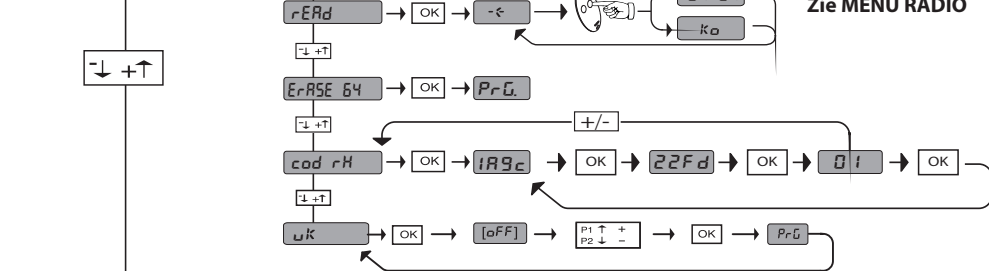 Zie MENU RADIO
rEAd OK -< 
Ko
-↓ +↑
-↓ +↑
ErASE 64 OK PrG.
-↓ +↑
+/-
cod rX OK 1A9c OK 22Fd OK 01 OK
-↓ +↑
uK OK [oFF] P1 ↑ + OK PrG
P2 ↓ -